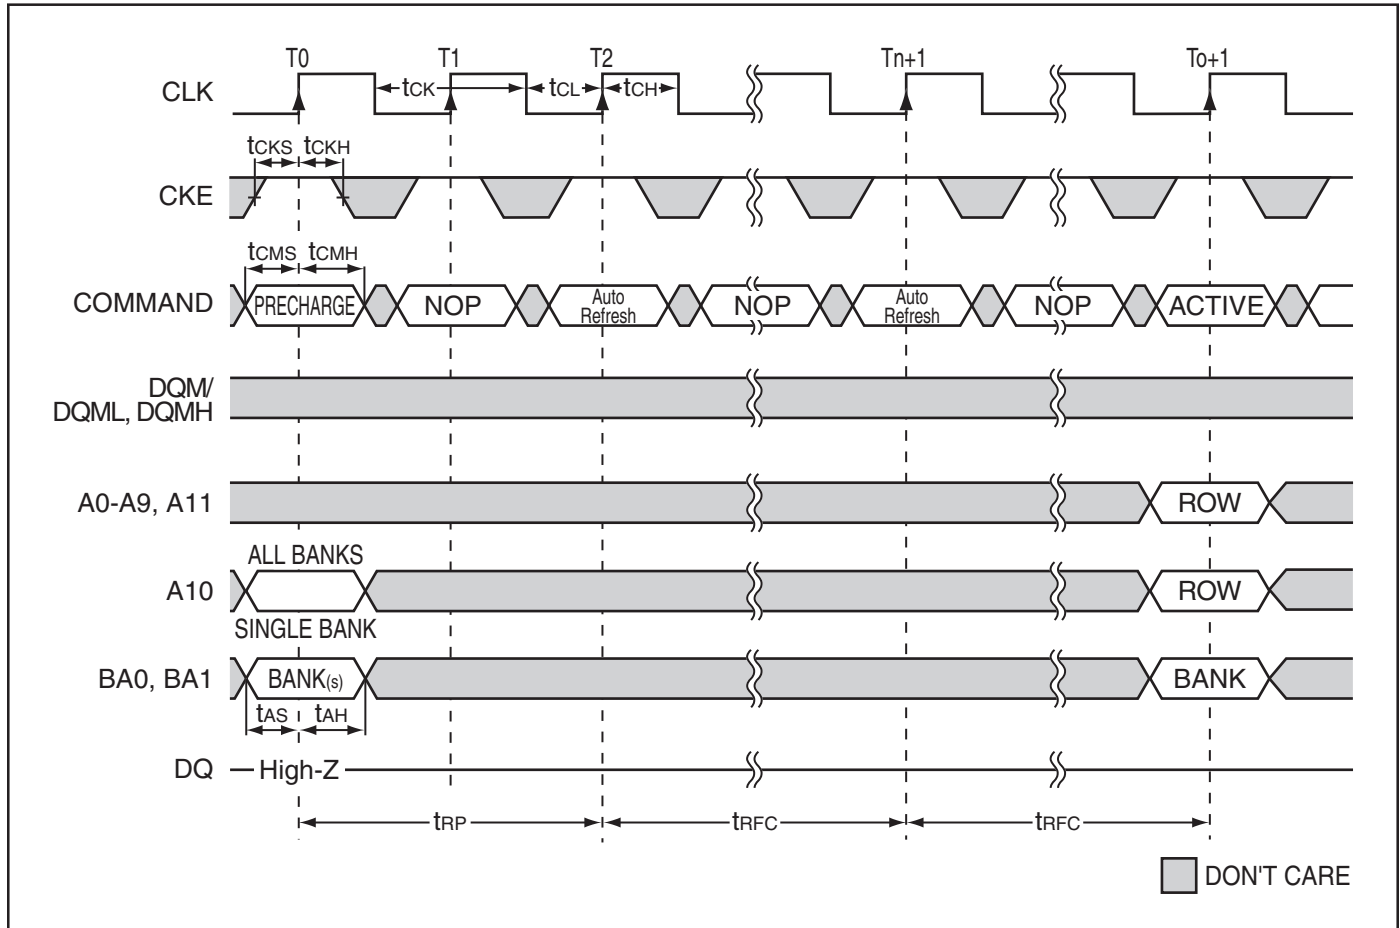 T0 T1 T2 Tn+1 To+1
CLK tCK tCL tCH
tCKS tCKH
CKE
tCMS tCMH
COMMAND PRECHARGE NOP Auto Refresh NOP Auto Refresh NOP ACTIVE
DQM/
DQML, DQMH
A0-A9, A11 ROW
ALL BANKS
A10 ROW
SINGLE BANK
BA0, BA1 BANK(s) BANK
tAS tAH
DQ High-Z
tRP tRFC tRFC
DON'T CARE